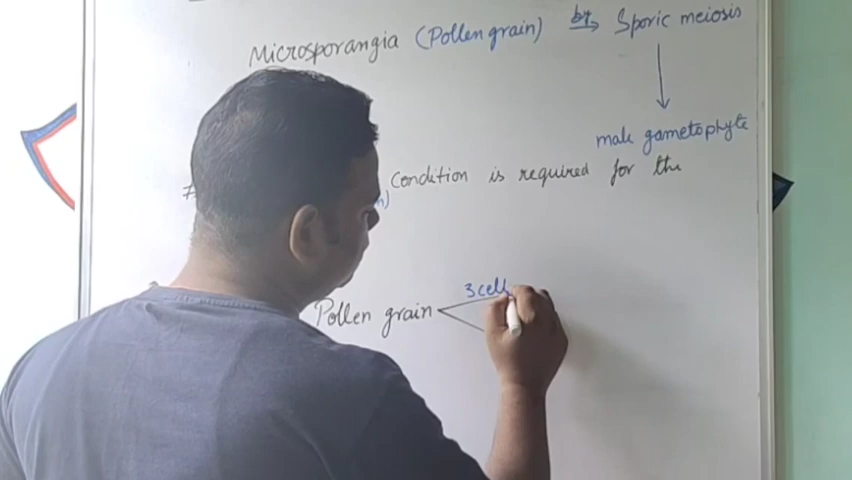 Microsporangia (Pollen grain) by → Sporic meiosis
male gametophyte
Condition is required for the
Pollen grain 3 cell